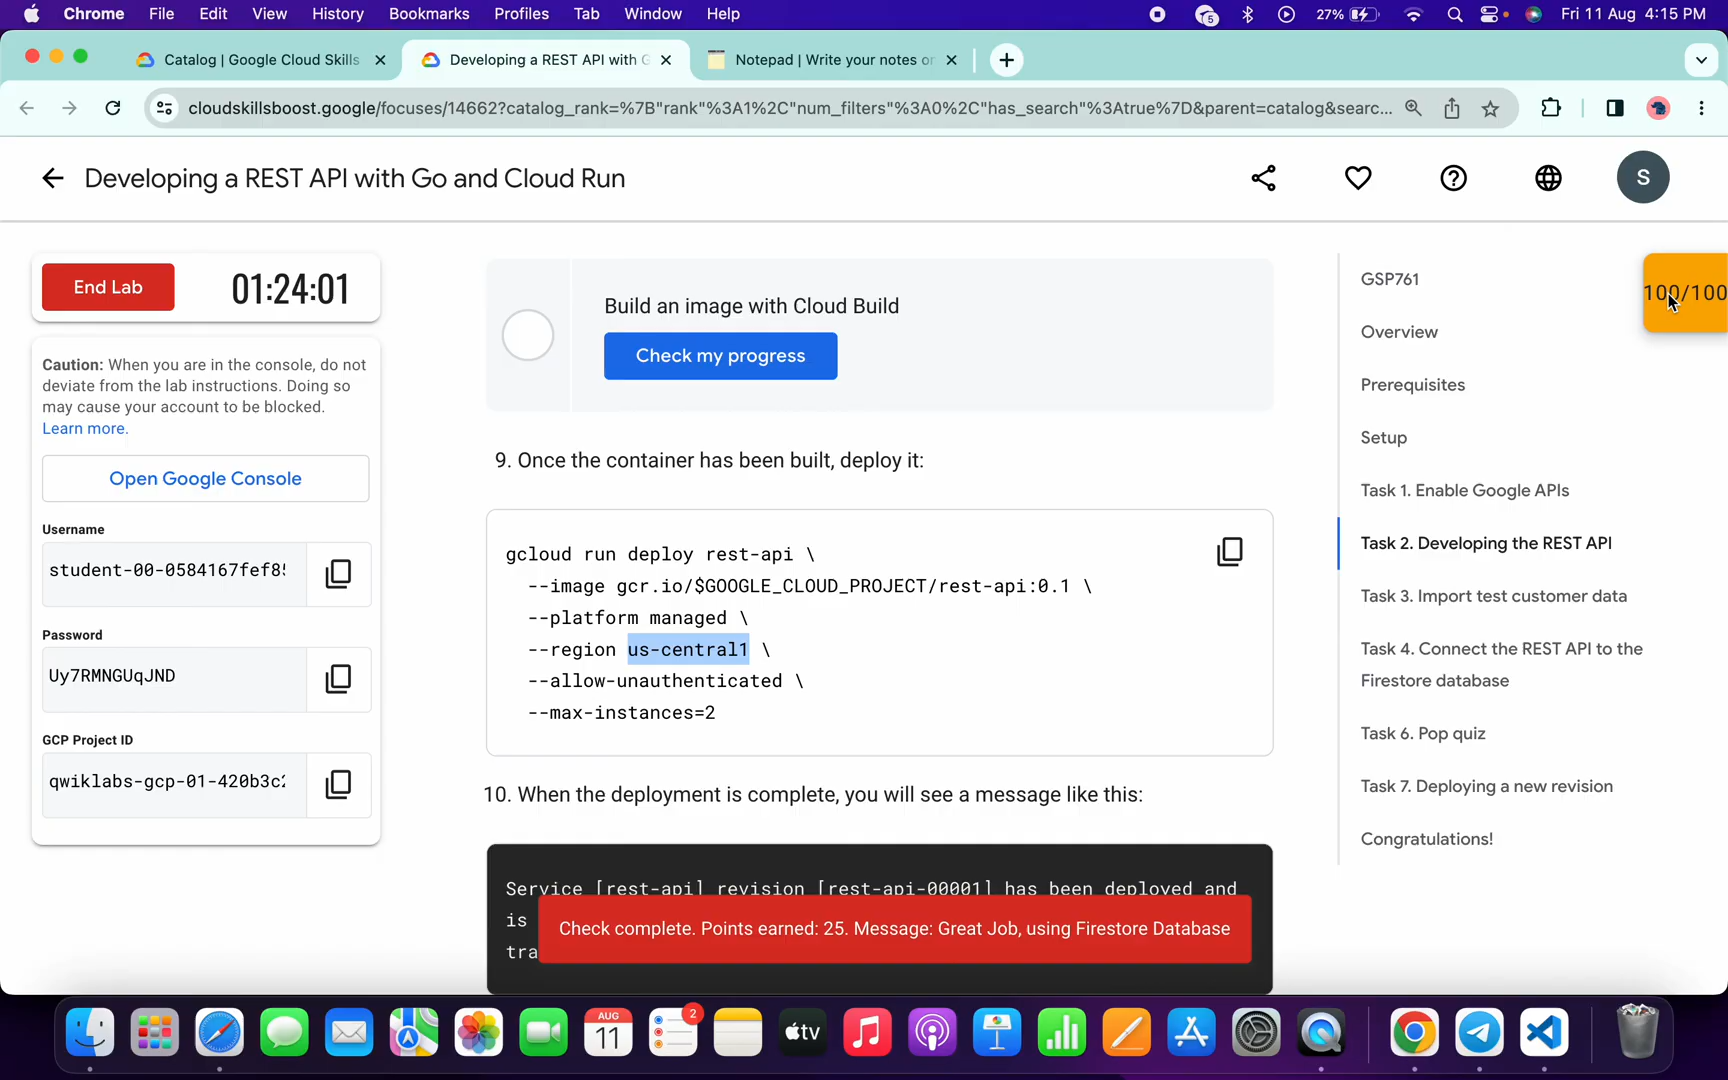 Chrome File Edit View History Bookmarks Profiles Tab Window Help 5 27% Fri 11 Aug 4:15 PM
Catalog | Google Cloud Skills
Developing a REST API with G
Notepad | Write your notes or
cloudskillsboost.google/focuses/14662?catalog_rank=%7B"rank"%3A1%2C"num_filters"%3A0%2C"has_search"%3Atrue%7D&parent=catalog&searc...
Developing a REST API with Go and Cloud Run
S
End Lab
01:24:01
Caution: When you are in the console, do not
deviate from the lab instructions. Doing so
may cause your account to be blocked.
Learn more.
Open Google Console
Username
student-00-0584167fef8
Password
Uy7RMNGUqJND
GCP Project ID
qwiklabs-gcp-01-420b3c
Build an image with Cloud Build
Check my progress
9. Once the container has been built, deploy it:
gcloud run deploy rest-api \
--image gcr.io/$GOOGLE_CLOUD_PROJECT/rest-api:0.1 \
--platform managed \
--region us-central1 \
--allow-unauthenticated \
--max-instances=2
10. When the deployment is complete, you will see a message like this:
Service [rest-api] revision [rest-api-00001] has been deployed and
is
tra
Check complete. Points earned: 25. Message: Great Job, using Firestore Database
GSP761
Overview
Prerequisites
Setup
Task 1. Enable Google APIs
Task 2. Developing the REST API
Task 3. Import test customer data
Task 4. Connect the REST API to the
Firestore database
Task 6. Pop quiz
Task 7. Deploying a new revision
Congratulations!
100/100
AUG
11
2
tv